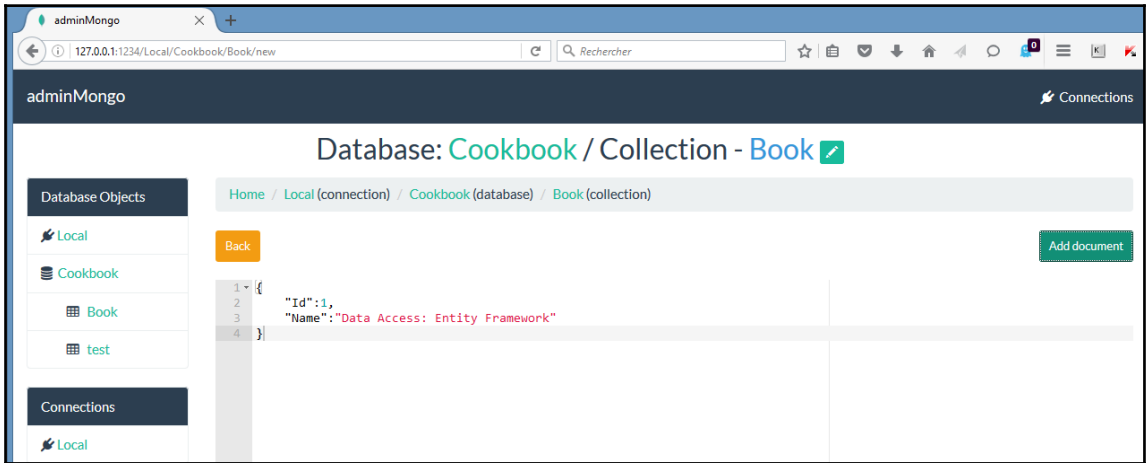 adminMongo
127.0.0.1:1234/Local/Cookbook/Book/new
Rechercher
0
K
adminMongo
Connections
Database: Cookbook / Collection - Book
Database Objects
Home / Local (connection) / Cookbook (database) / Book (collection)
Local
Back
Add document
Cookbook
Book
test
1 {
2 "Id":1,
3 "Name":"Data Access: Entity Framework"
4 }
Connections
Local